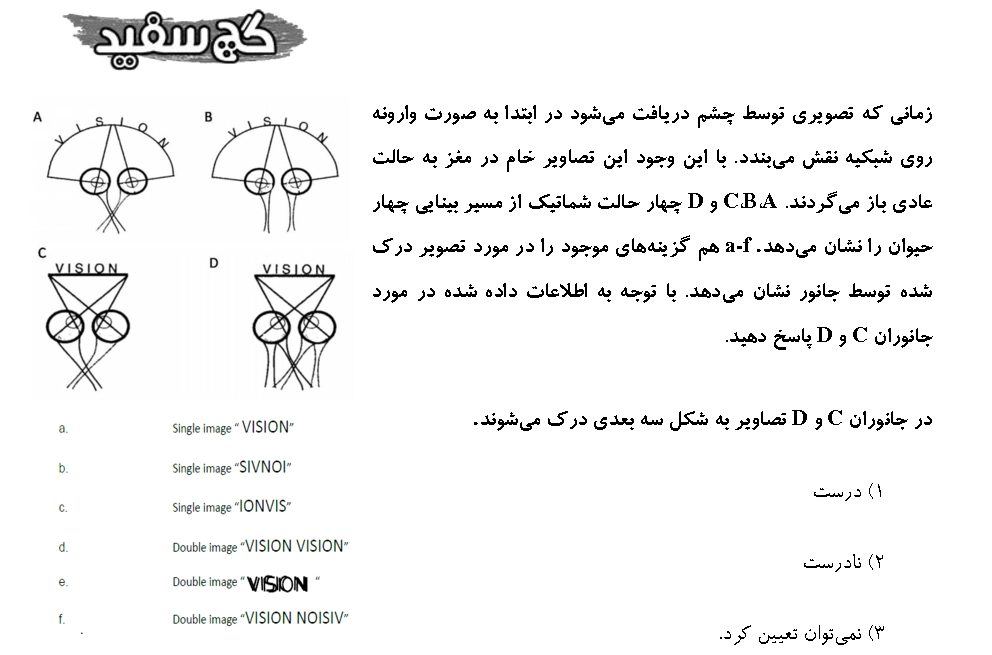 گچ سفید
زمانی که تصویری توسط چشم دریافت می‌شود در ابتدا به صورت وارونه
روی شبکیه نقش می‌بندد. با این وجود این تصاویر خام در مغز به حالت
عادی باز می‌گردند. C،B،A و D چهار حالت شماتیک از مسیر بینایی چهار
حیوان را نشان می‌دهد. a-f هم گزینه‌های موجود را در مورد تصویر درک
شده توسط جانور نشان می‌دهد. با توجه به اطلاعات داده شده در مورد
جانوران C و D پاسخ دهید.
در جانوران C و D تصاویر به شکل سه بعدی درک می‌شوند.
۱) درست
۲) نادرست
۳) نمی‌توان تعیین کرد.
A
VISION
B
VISION
C
VISION
D
VISION
a. Single image “ VISION”
b. Single image “SIVNOI”
c. Single image “IONVIS”
d. Double image “VISION VISION”
e. Double image “ VISION “
f. Double image “VISION NOISIV”